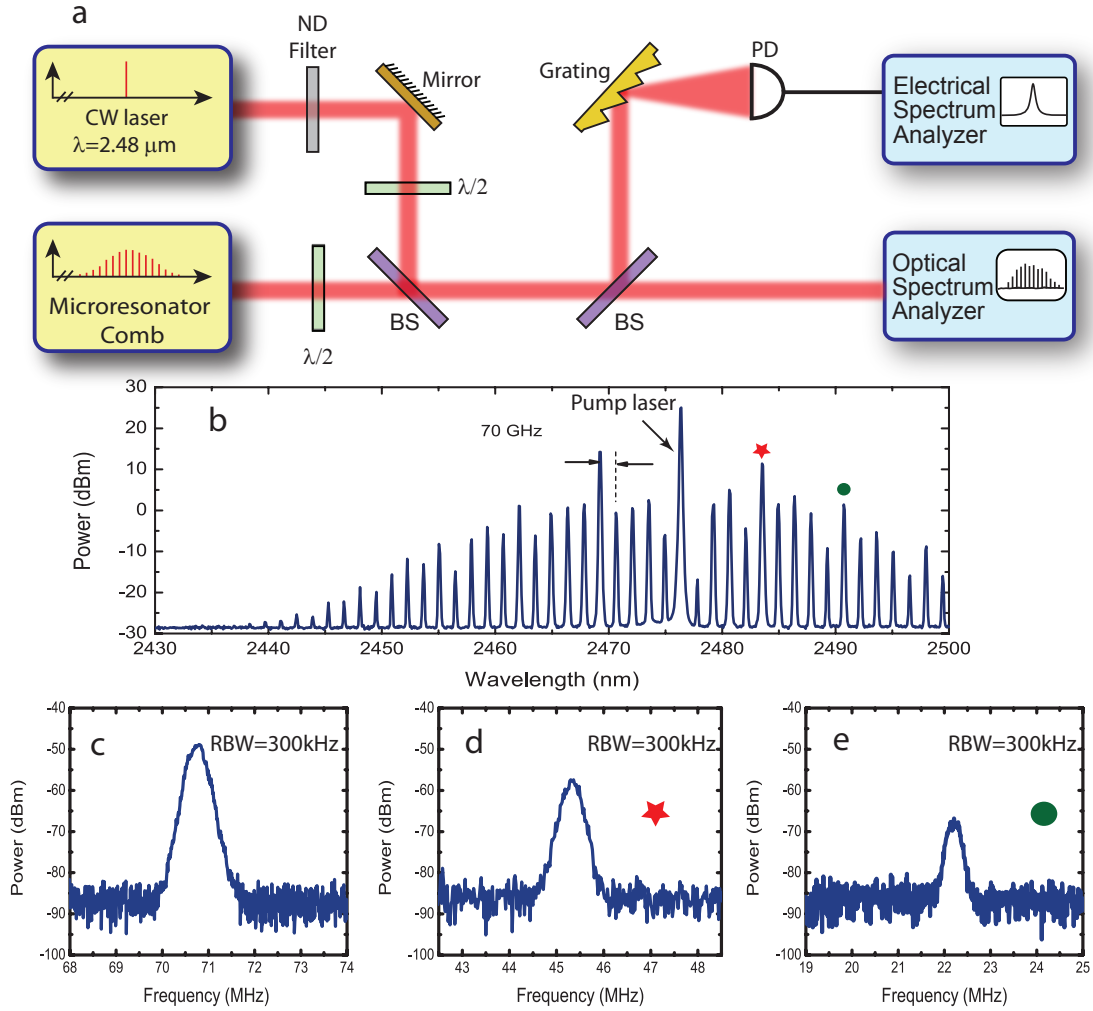 a
ND
Filter
Mirror
Grating
PD
CW laser
λ=2.48 μm
Electrical
Spectrum
Analyzer
λ/2
Microresonator
Comb
λ/2
BS
BS
Optical
Spectrum
Analyzer
b
Pump laser
70 GHz
Power (dBm)
30
20
10
0
-10
-20
-30
2430
2440
2450
2460
2470
2480
2490
2500
Wavelength (nm)
c
RBW=300kHz
Power (dBm)
-40
-50
-60
-70
-80
-90
-100
68 69 70 71 72 73 74
Frequency (MHz)
d
RBW=300kHz
Power (dBm)
-40
-50
-60
-70
-80
-90
-100
43 44 45 46 47 48
Frequency (MHz)
e
RBW=300kHz
Power (dBm)
-40
-50
-60
-70
-80
-90
-100
19 20 21 22 23 24 25
Frequency (MHz)